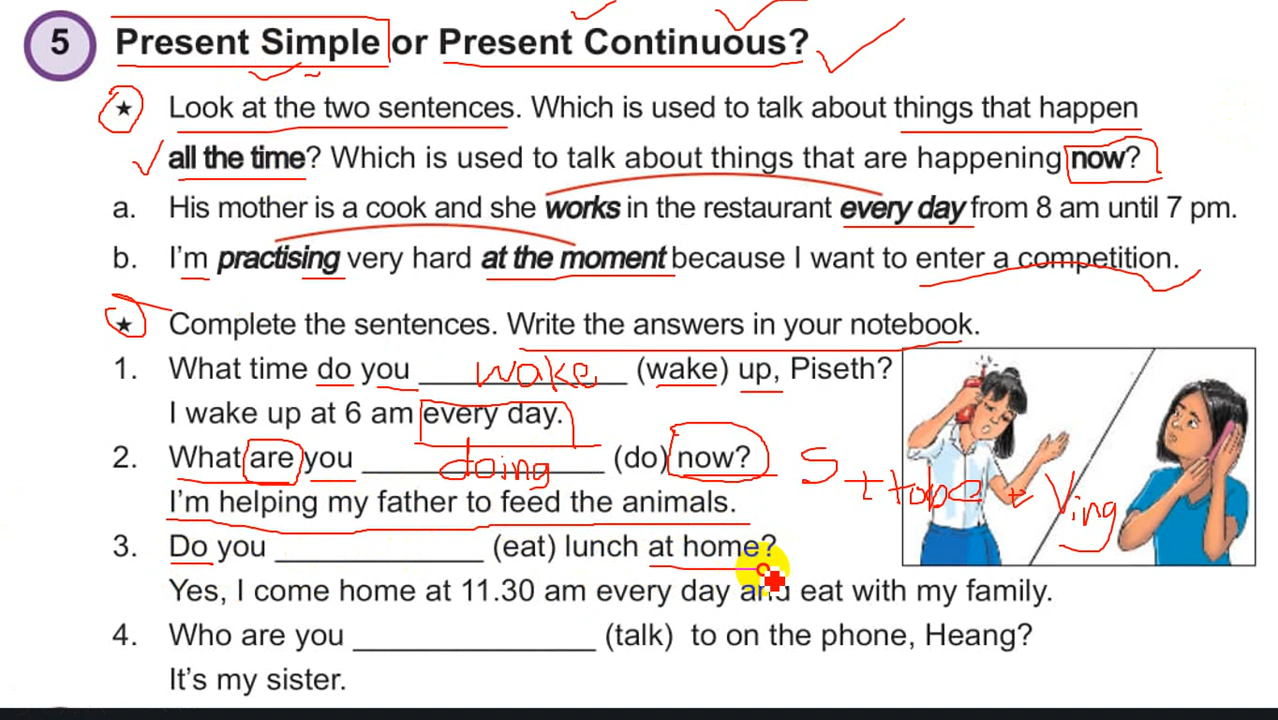 5 Present Simple or Present Continuous?
★ Look at the two sentences. Which is used to talk about things that happen
all the time? Which is used to talk about things that are happening now?
a. His mother is a cook and she works in the restaurant every day from 8 am until 7 pm.
b. I'm practising very hard at the moment because I want to enter a competition.
★ Complete the sentences. Write the answers in your notebook.
1. What time do you wake (wake) up, Piseth?
I wake up at 6 am every day.
2. What are you doing (do) now?
S + tobe + Ving
I'm helping my father to feed the animals.
3. Do you ____________ (eat) lunch at home?
Yes, I come home at 11.30 am every day and eat with my family.
4. Who are you ______________ (talk) to on the phone, Heang?
It's my sister.